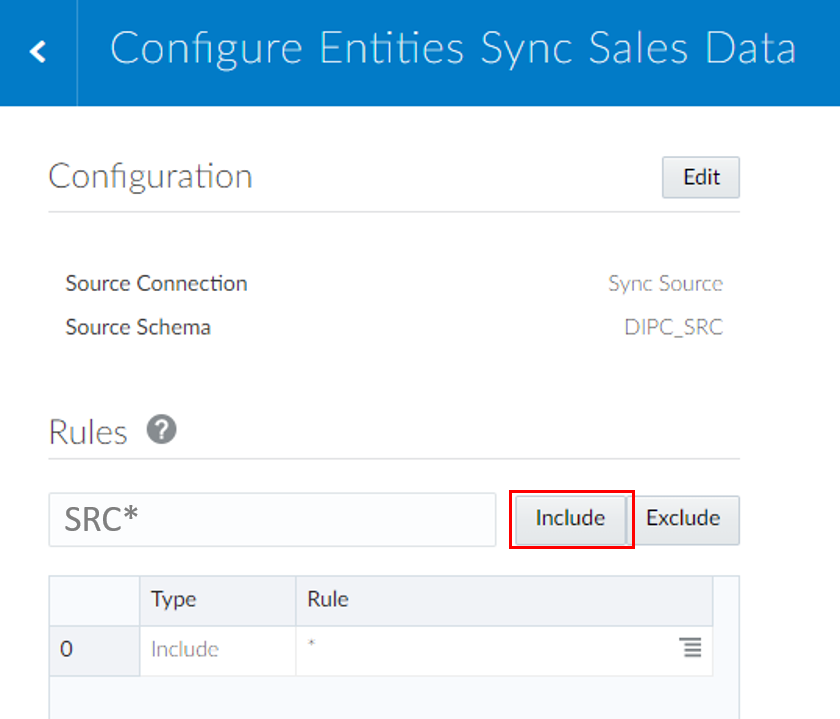 Configure Entities Sync Sales Data
Configuration
Edit
Source Connection Sync Source
Source Schema DIPC_SRC
Rules ?
SRC* Include Exclude
Type Rule
0 Include *